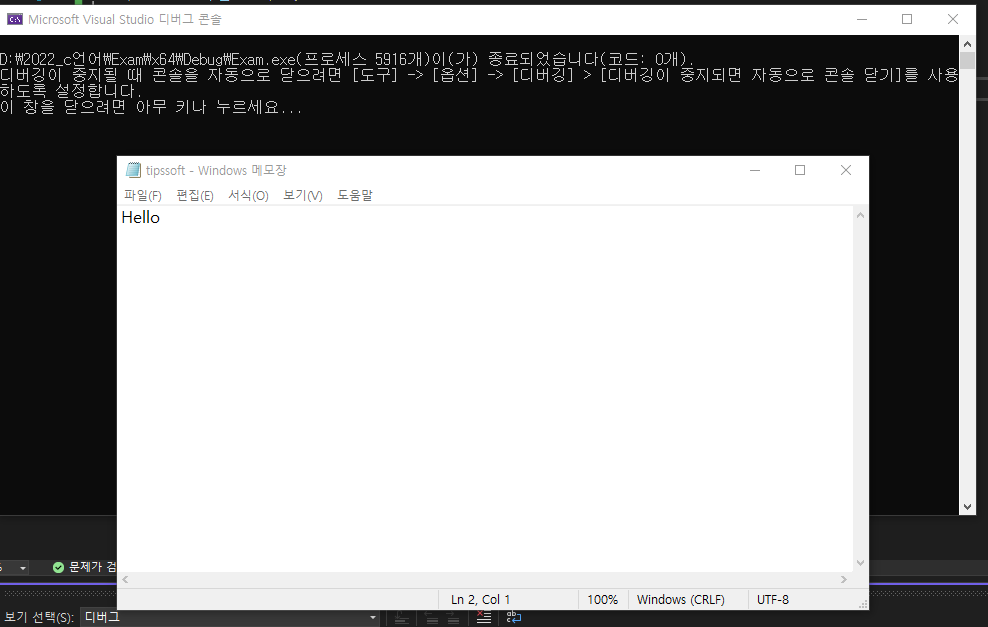 Microsoft Visual Studio 디버그 콘솔
D:\2022_c언어\Exam\x64\Debug\Exam.exe(프로세스 5916개)이(가) 종료되었습니다(코드: 0개).
디버깅이 중지될 때 콘솔을 자동으로 닫으려면 [도구] -> [옵션] -> [디버깅] > [디버깅이 중지되면 자동으로 콘솔 닫기]를 사용
하도록 설정합니다.
이 창을 닫으려면 아무 키나 누르세요...
tipssoft - Windows 메모장
파일(F) 편집(E) 서식(O) 보기(V) 도움말
Hello
문제가 검
Ln 2, Col 1 100% Windows (CRLF) UTF-8
보기 선택(S): 디버그